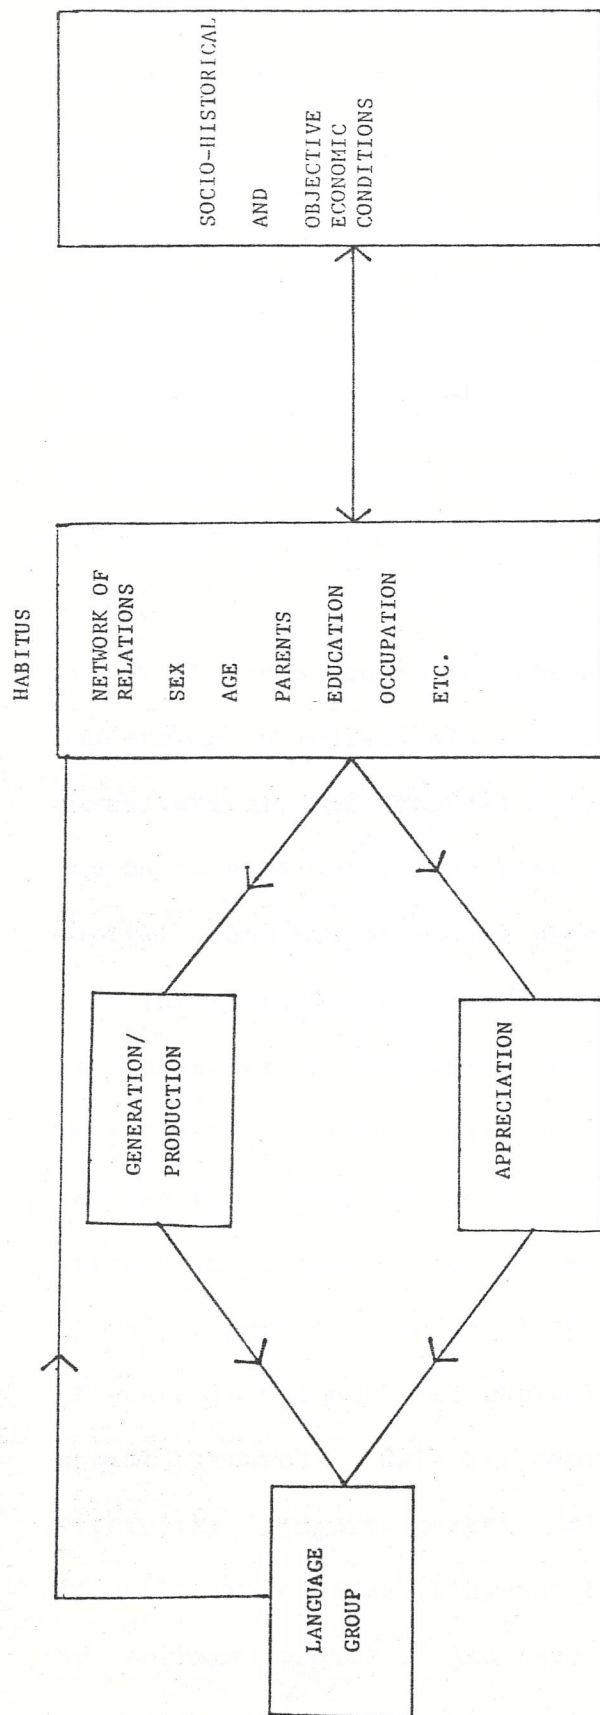 LANGUAGE
GROUP
GENERATION/
PRODUCTION
APPRECIATION
HABITUS
NETWORK OF
RELATIONS
SEX
AGE
PARENTS
EDUCATION
OCCUPATION
ETC.
SOCIO-HISTORICAL
AND
OBJECTIVE
ECONOMIC
CONDITIONS